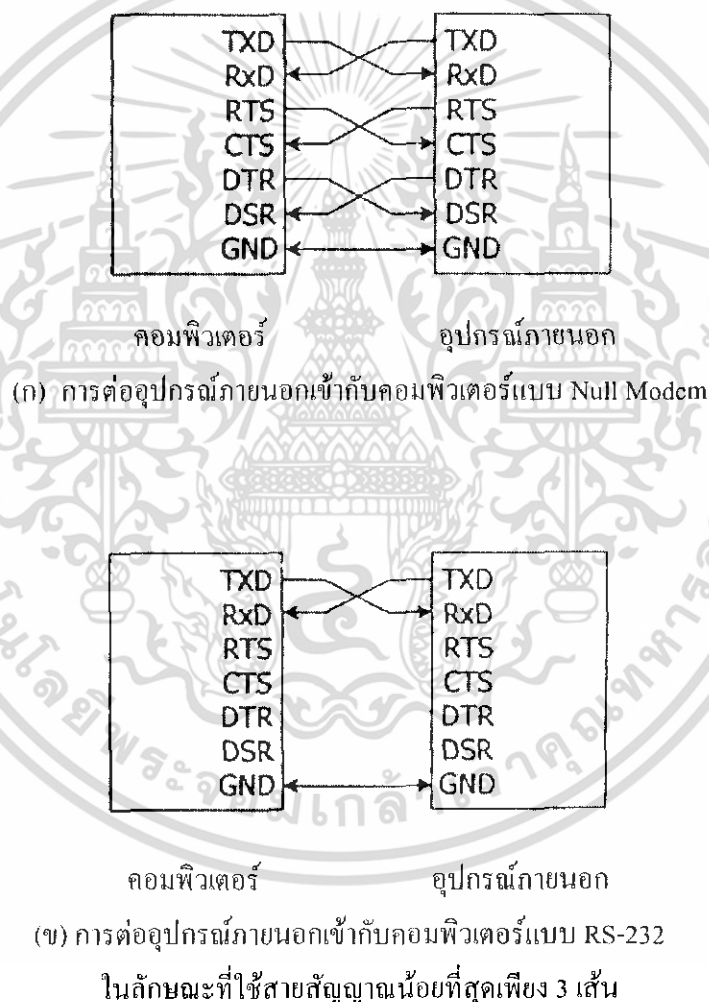 TXD TXD
RxD RxD
RTS RTS
CTS CTS
DTR DTR
DSR DSR
GND GND
คอมพิวเตอร์ อุปกรณ์ภายนอก
(ก) การต่ออุปกรณ์ภายนอกเข้ากับคอมพิวเตอร์แบบ Null Modem
TXD TXD
RxD RxD
RTS RTS
CTS CTS
DTR DTR
DSR DSR
GND GND
คอมพิวเตอร์ อุปกรณ์ภายนอก
(ข) การต่ออุปกรณ์ภายนอกเข้ากับคอมพิวเตอร์แบบ RS-232
ในลักษณะที่ใช้สายสัญญาณน้อยที่สุดเพียง 3 เส้น